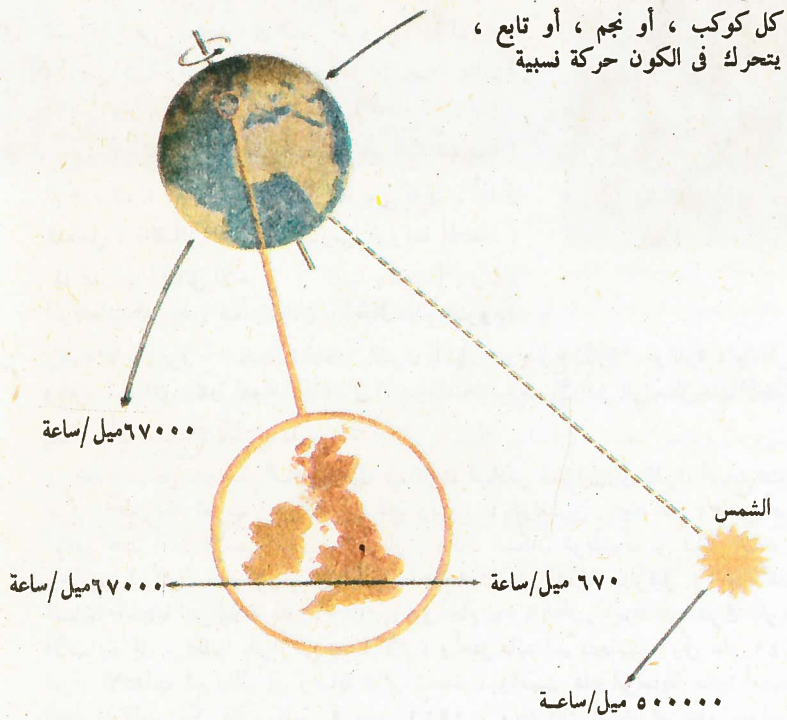 كل كوكب ، أو نجم ، أو تابع ،
يتحرك فى الكون حركة نسبية
٦٧٠٠٠ميل/ساعة
الشمس
٦٧٠ ميل/ساعة
٦٧٠٠٠ميل/ساعة
٥٠٠٠٠٠ ميل/ساعـة